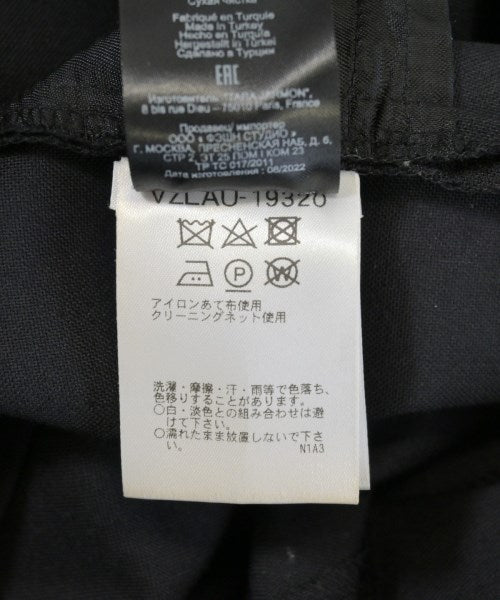 Сухая чистка
Fabriqué en Turquie
Made in Turkey
Hecho en Turquía
Hergestellt in Türkei
Сделано в Турции
EAC
Изготовитель
8 bis rue Dieu - 75010 Paris, France
Продавец/ импортер
ООО « ФЭШН СТУДИО »
Г. МОСКВА, ПРЕСНЕНСКАЯ НАБ, Д. 6,
СТР 2, ЭТ 25 ПОМ I КОМ 23
ТР ТС 017/2011
Дата изготовления : 08/2022
VZLAU-19320
P
W
アイロンあて布使用
クリーニングネット使用
洗濯・摩擦・汗・雨等で色落ち、
色移りすることがあります。
○白・淡色との組み合わせは避
けて下さい。
○濡れたまま放置しないで下さ
い。
N1A3